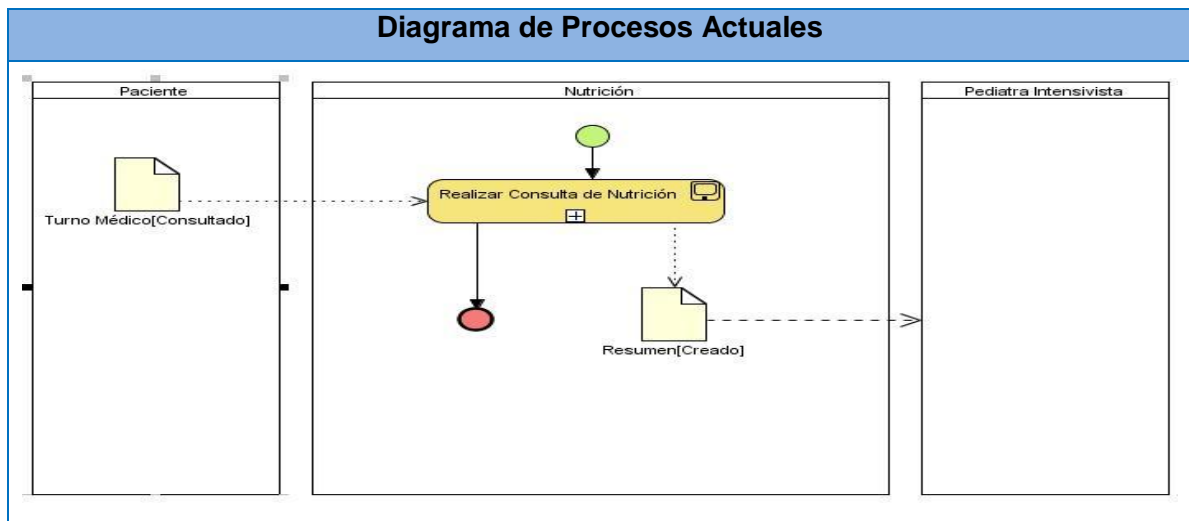 Diagrama de Procesos Actuales
Paciente
Nutrición
Pediatra Intensivista
Realizar Consulta de Nutrición
Turno Médico[Consultado]
Resumen[Creado]